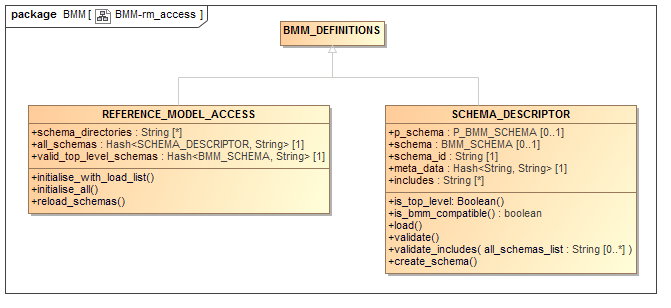 package BMM [ BMM-rm_access ]
BMM_DEFINITIONS
REFERENCE_MODEL_ACCESS
+schema_directories : String [*]
+all_schemas : Hash<SCHEMA_DESCRIPTOR, String> [1]
+valid_top_level_schemas : Hash<BMM_SCHEMA, String> [1]
+initialise_with_load_list()
+initialise_all()
+reload_schemas()
SCHEMA_DESCRIPTOR
+p_schema : P_BMM_SCHEMA [0..1]
+schema : BMM_SCHEMA [0..1]
+schema_id : String [1]
+meta_data : Hash<String, String> [1]
+includes : String [*]
+is_top_level: Boolean()
+is_bmm_compatible() : boolean
+load()
+validate()
+validate_includes( all_schemas_list : String [0..*] )
+create_schema()